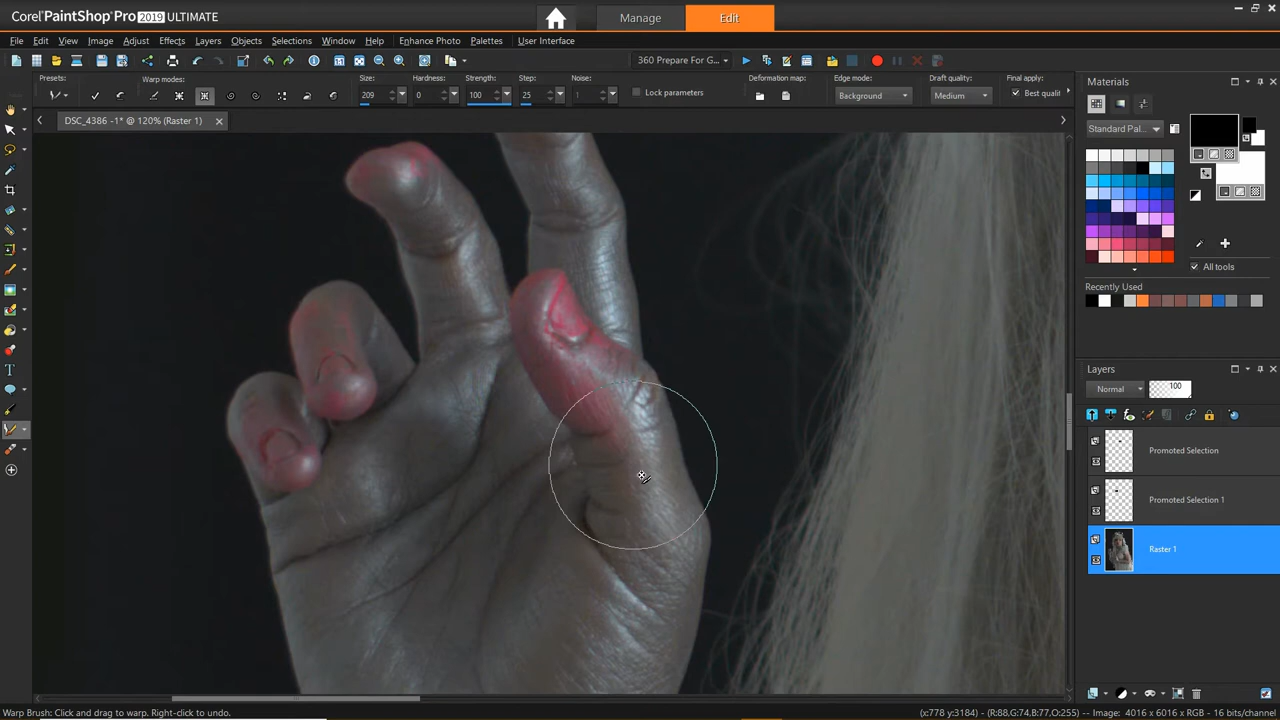 Corel® PaintShop® Pro 2019 ULTIMATE
Manage
Edit
File Edit View Image Adjust Effects Layers Objects Selections Window Help Enhance Photo Palettes User Interface
360 Prepare For G...
Presets:
Warp modes:
Size:
Hardness:
Strength:
Step:
Noise:
Deformation map:
Edge mode:
Draft quality:
Final apply:
209
0
100
25
1
Lock parameters
Background
Medium
Best qualit
DSC_4386 -1* @ 120% (Raster 1)
Materials
Standard Pal...
All tools
Recently Used
Layers
Normal
100
Promoted Selection
Promoted Selection 1
Raster 1
Warp Brush: Click and drag to warp. Right-click to undo.
(x:778 y:3184) - (R:88,G:74,B:77,O:255) -- Image: 4016 x 6016 x RGB - 16 bits/channel